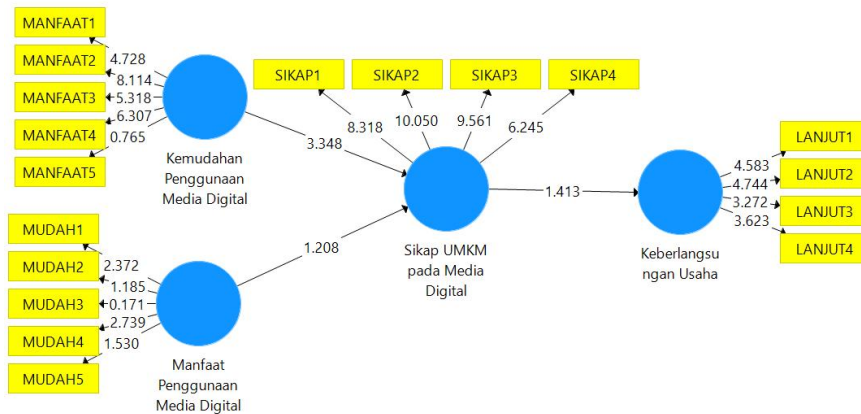 MANFAAT1
MANFAAT2
MANFAAT3
MANFAAT4
MANFAAT5
4.728
8.114
5.318
6.307
0.765
Kemudahan
Penggunaan
Media Digital
3.348
SIKAP1
SIKAP2
SIKAP3
SIKAP4
8.318
10.050
9.561
6.245
Sikap UMKM
pada Media
Digital
1.413
LANJUT1
LANJUT2
LANJUT3
LANJUT4
4.583
4.744
3.272
3.623
Keberlangsu
ngan Usaha
MUDAH1
MUDAH2
MUDAH3
MUDAH4
MUDAH5
2.372
1.185
0.171
2.739
1.530
1.208
Manfaat
Penggunaan
Media Digital